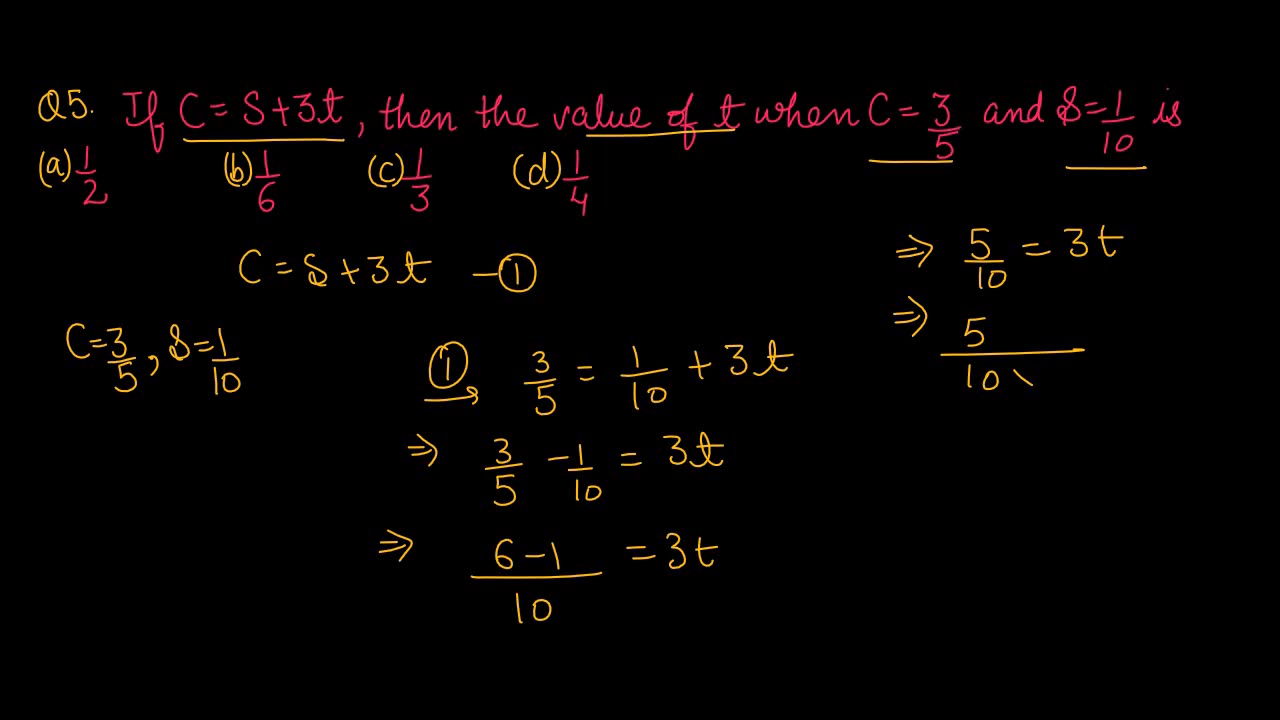 Q5. If C = S + 3t, then the value of t when C = 3/5 and S = 1/10 is
(a) 1/2 (b) 1/6 (c) 1/3 (d) 1/4
C = S + 3t — ①
C = 3/5, S = 1/10
① → 3/5 = 1/10 + 3t
⇒ 3/5 - 1/10 = 3t
⇒ (6 - 1)/10 = 3t
⇒ 5/10 = 3t
⇒ 5/10 \